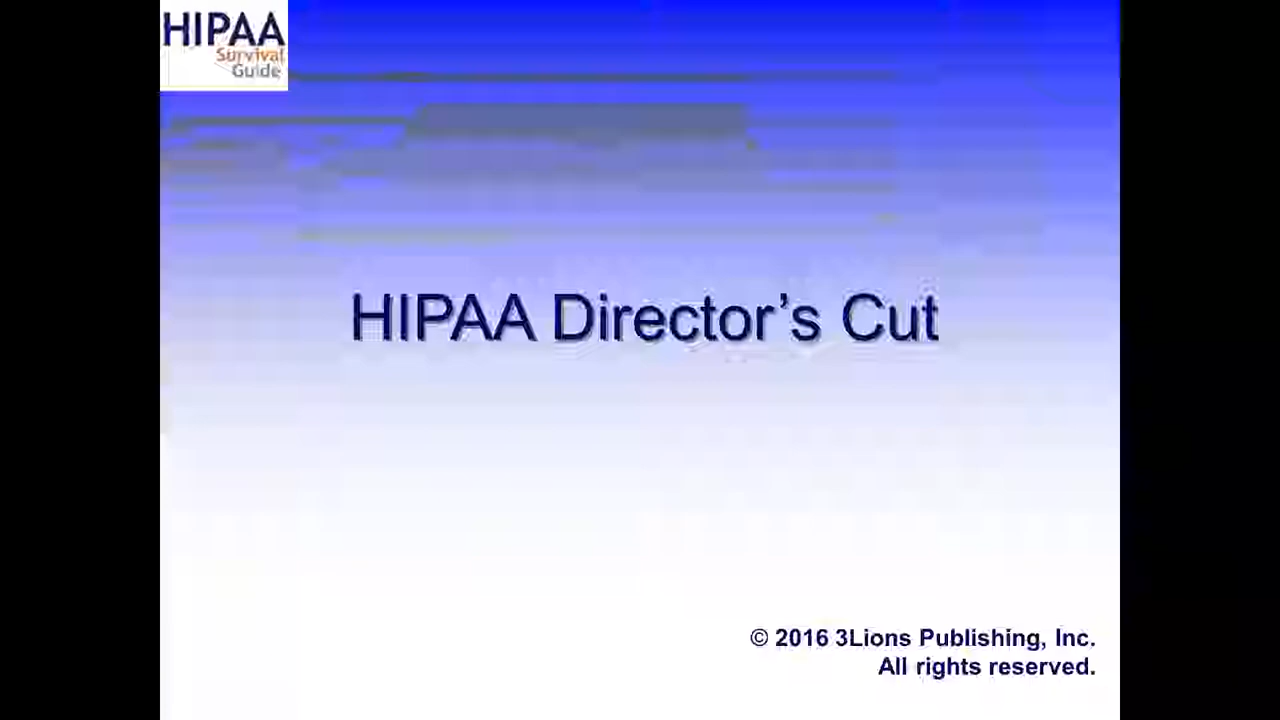 HIPAA
Survival
Guide
HIPAA Director's Cut
© 2016 3Lions Publishing, Inc.
All rights reserved.